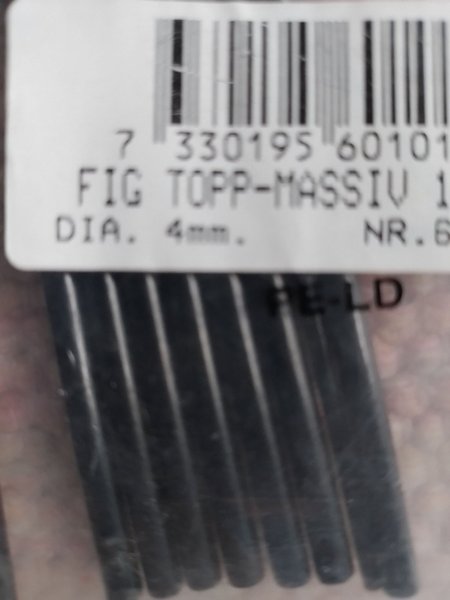 7 330195 60101
FIG TOPP-MASSIV 1
DIA. 4mm. NR.6
PE-LD